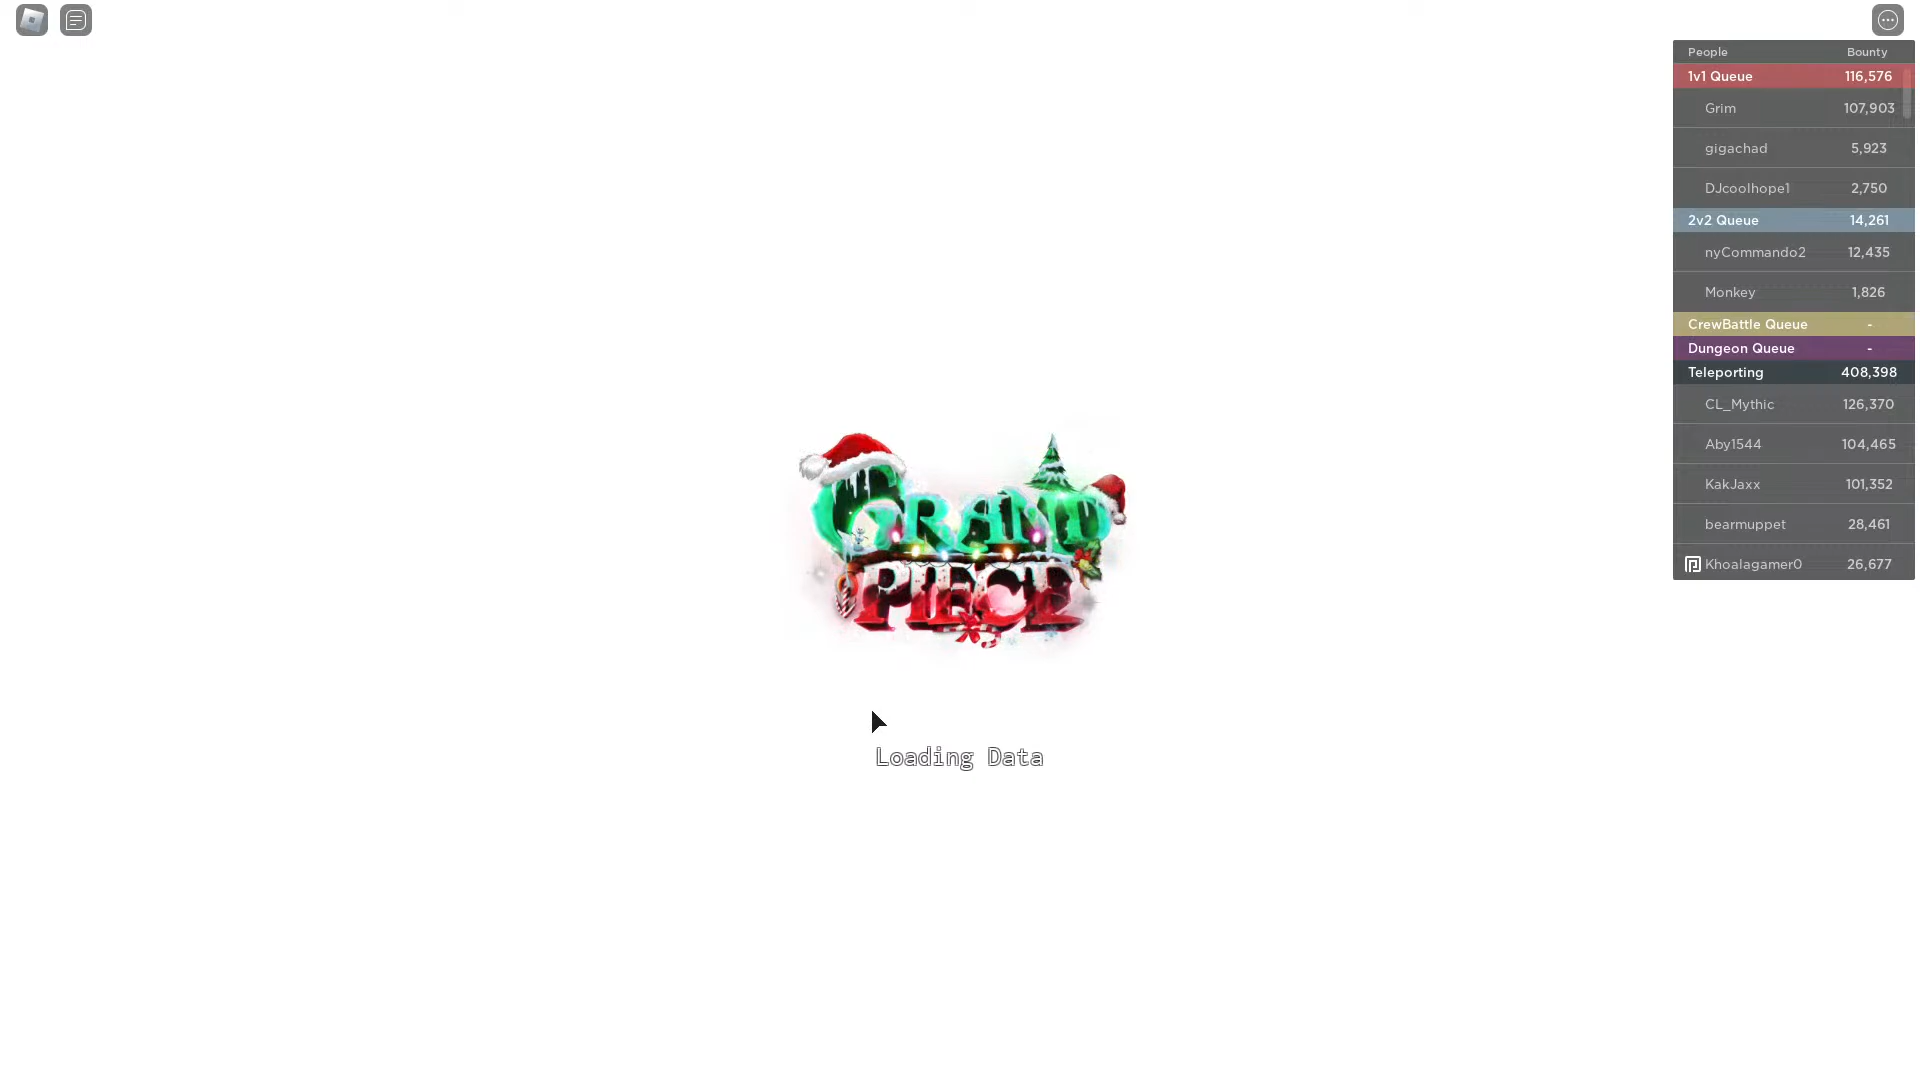 People Bounty
1v1 Queue 116,576
Grim 107,903
gigachad 5,923
DJcoolhope1 2,750
2v2 Queue 14,261
nyCommando2 12,435
Monkey 1,826
CrewBattle Queue -
Dungeon Queue -
Teleporting 408,398
CL_Mythic 126,370
Aby1544 104,465
KakJaxx 101,352
bearmuppet 28,461
Khoalagamer0 26,677
GRAND
PIECE
Loading Data